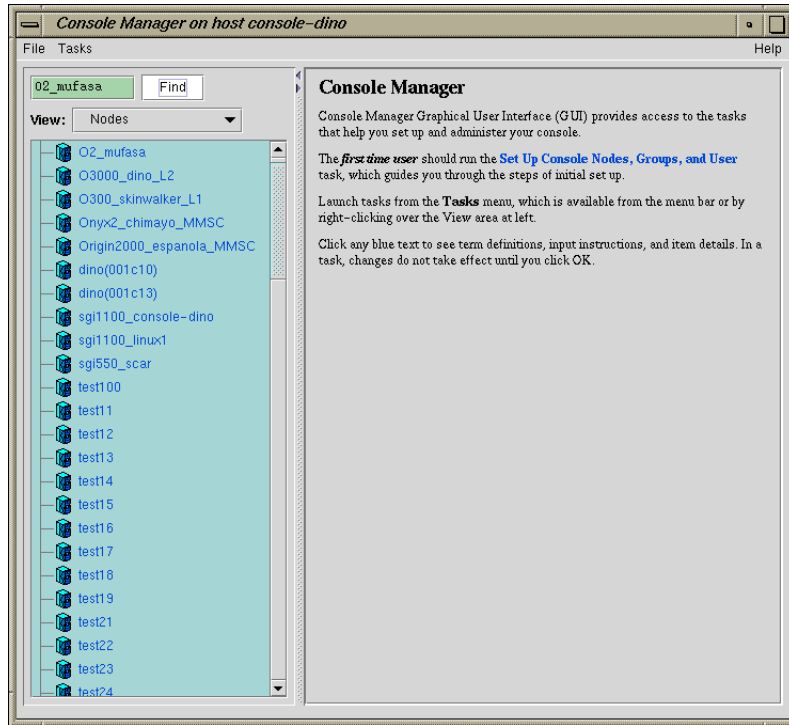 Console Manager on host console-dino
File Tasks Help
02_mufasa Find
View: Nodes
O2_mufasa
O3000_dino_L2
O300_skinwalker_L1
Onyx2_chimayo_MMSC
Origin2000_espanola_MMSC
dino(001c10)
dino(001c13)
sgi1100_console-dino
sgi1100_linux1
sgi550_scar
test100
test11
test12
test13
test14
test15
test16
test17
test18
test19
test21
test22
test23
test24
Console Manager
Console Manager Graphical User Interface (GUI) provides access to the tasks
that help you set up and administer your console.
The first time user should run the Set Up Console Nodes, Groups, and User
task, which guides you through the steps of initial set up.
Launch tasks from the Tasks menu, which is available from the menu bar or by
right-clicking over the View area at left.
Click any blue text to see term definitions, input instructions, and item details. In a
task, changes do not take effect until you click OK.